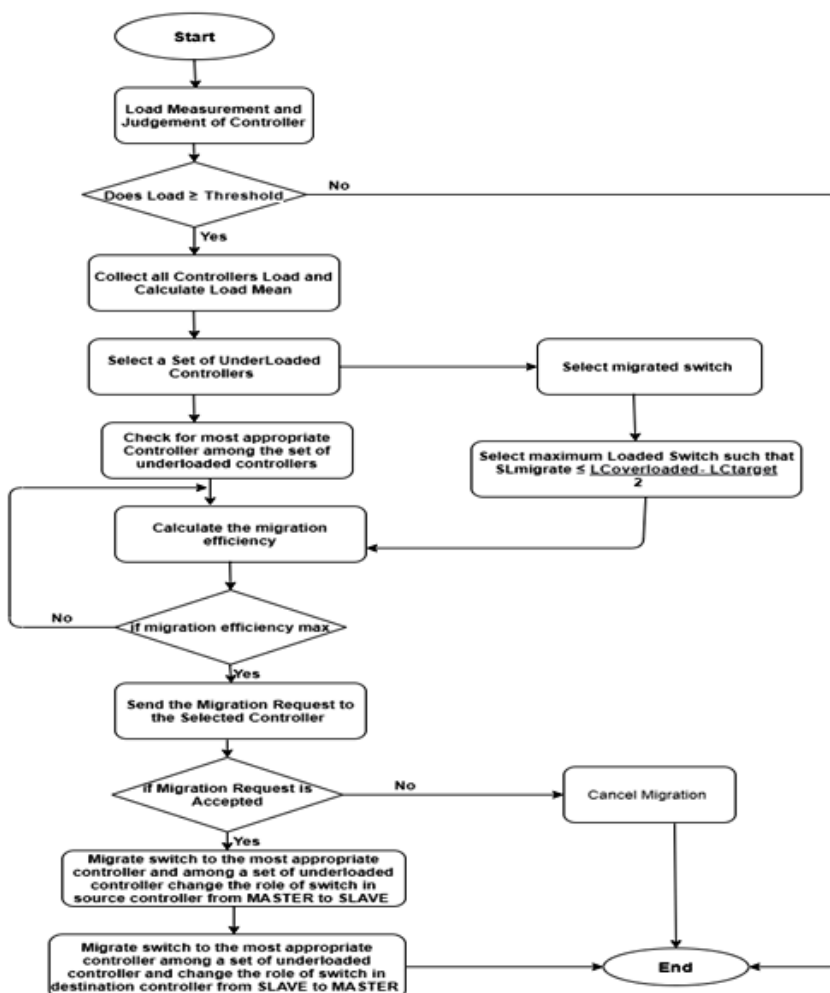 Start
Load Measurement and
Judgement of Controller
Does Load ≥ Threshold
No
Yes
Collect all Controllers Load and
Calculate Load Mean
Select a Set of UnderLoaded
Controllers
Select migrated switch
Check for most appropriate
Controller among the set of
underloaded controllers
Select maximum Loaded Switch such that
SLmigrate ≤ LCoverloaded- LCtarget
2
Calculate the migration
efficiency
if migration efficiency max
No
Yes
Send the Migration Request to
the Selected Controller
if Migration Request is
Accepted
No
Cancel Migration
Yes
Migrate switch to the most appropriate
controller and among a set of underloaded
controller change the role of switch in
source controller from MASTER to SLAVE
Migrate switch to the most appropriate
controller among a set of underloaded
controller and change the role of switch in
destination controller from SLAVE to MASTER
End